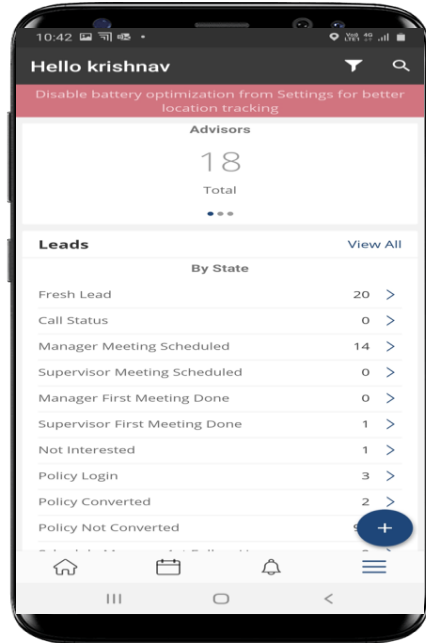 10:42
Hello krishnav
Disable battery optimization from Settings for better
location tracking
Advisors
18
Total
Leads View All
By State
Fresh Lead 20 >
Call Status 0 >
Manager Meeting Scheduled 14 >
Supervisor Meeting Scheduled 0 >
Manager First Meeting Done 0 >
Supervisor First Meeting Done 1 >
Not Interested 1 >
Policy Login 3 >
Policy Converted 2 >
Policy Not Converted
+